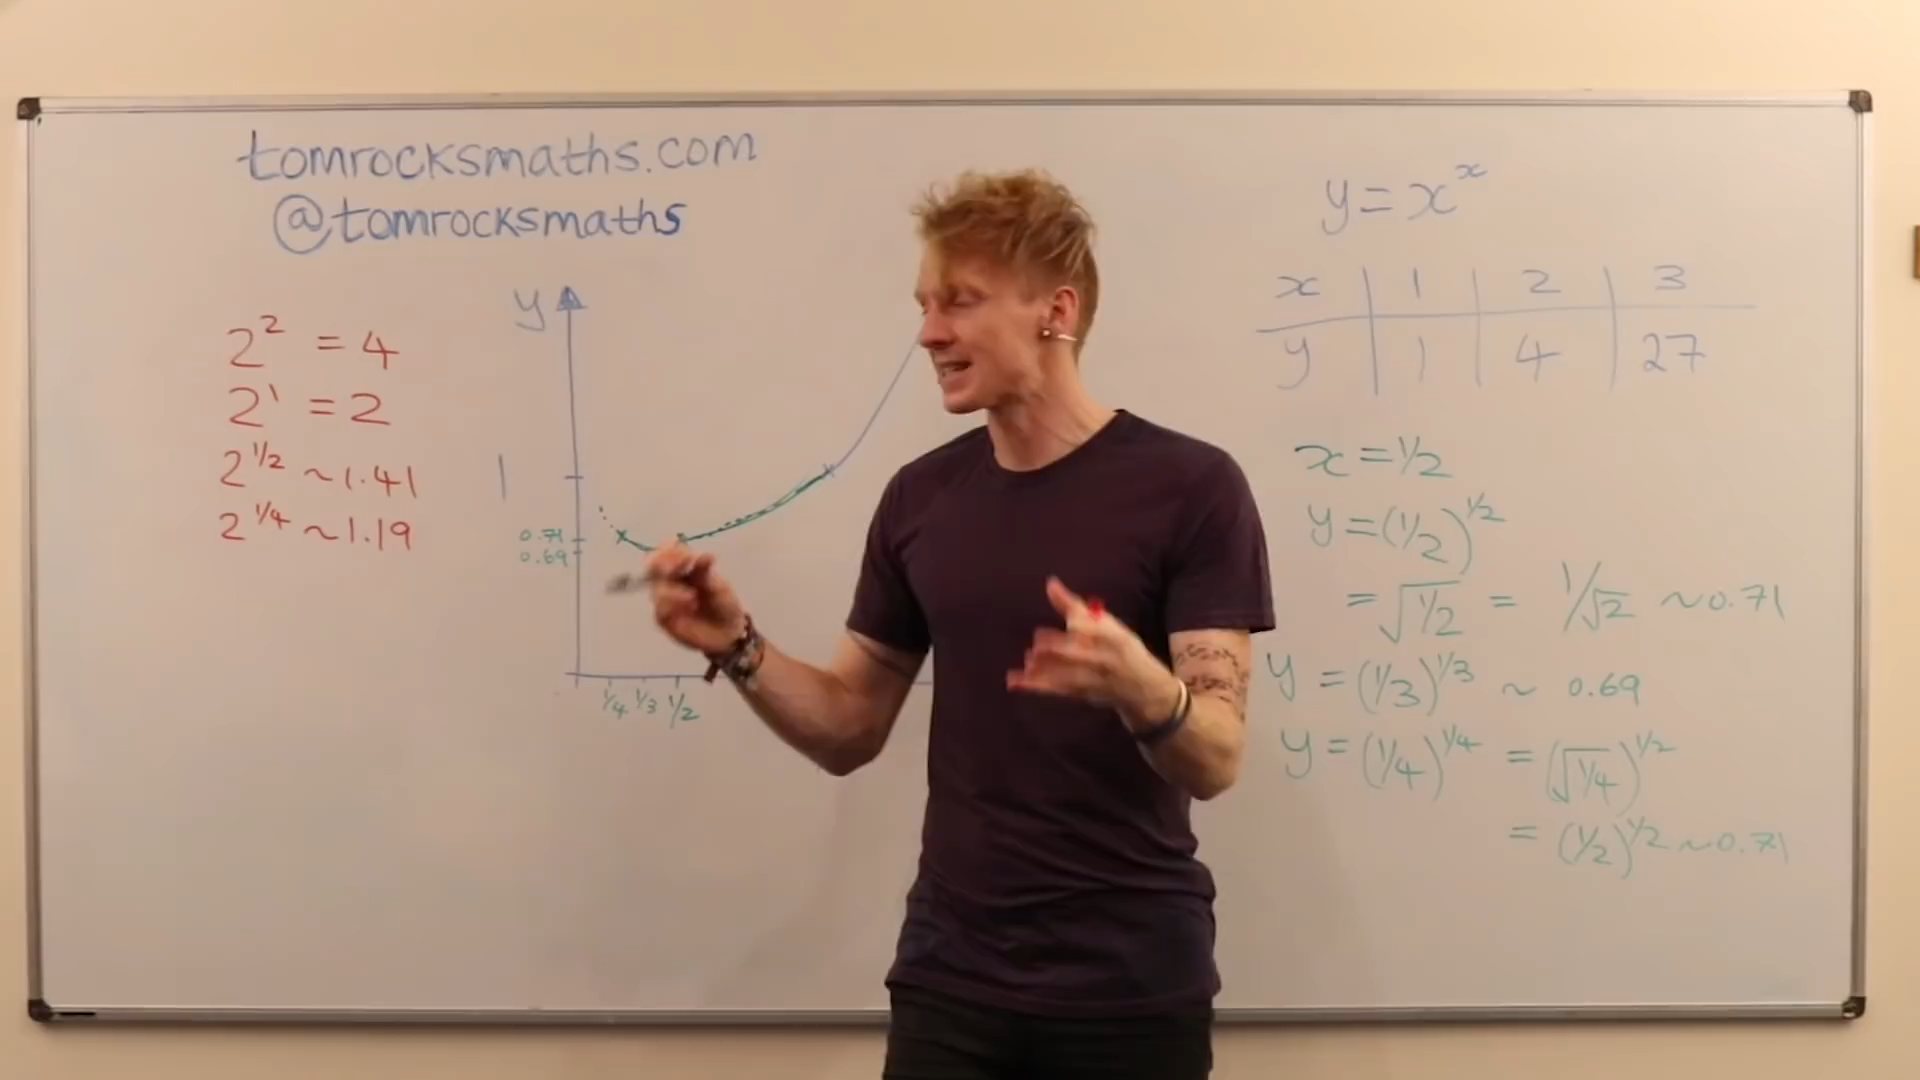 tomrocksmaths.com
@tomrocksmaths
2² = 4
2¹ = 2
2^1/2 ~1.41
2^1/4 ~1.19
y
1
0.71
0.69
1/4 1/3 1/2
y = x^x
x 1 2 3
y 1 4 27
x = 1/2
y = (1/2)^1/2
= √1/2 = 1/√2 ~0.71
y = (1/3)^1/3 ~ 0.69
y = (1/4)^1/4 = (√1/4)^1/2
= (1/2)^1/2 ~0.71